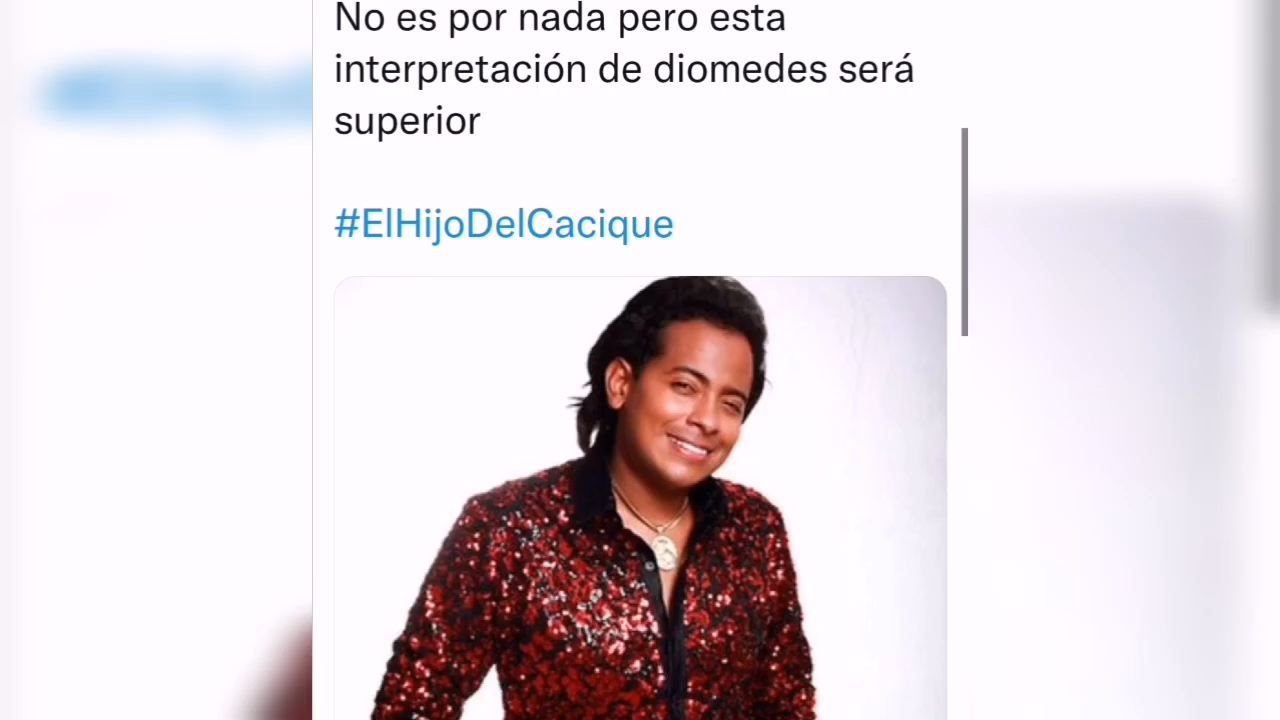 No es por nada pero esta
interpretación de diomedes será
superior
#ElHijoDelCacique